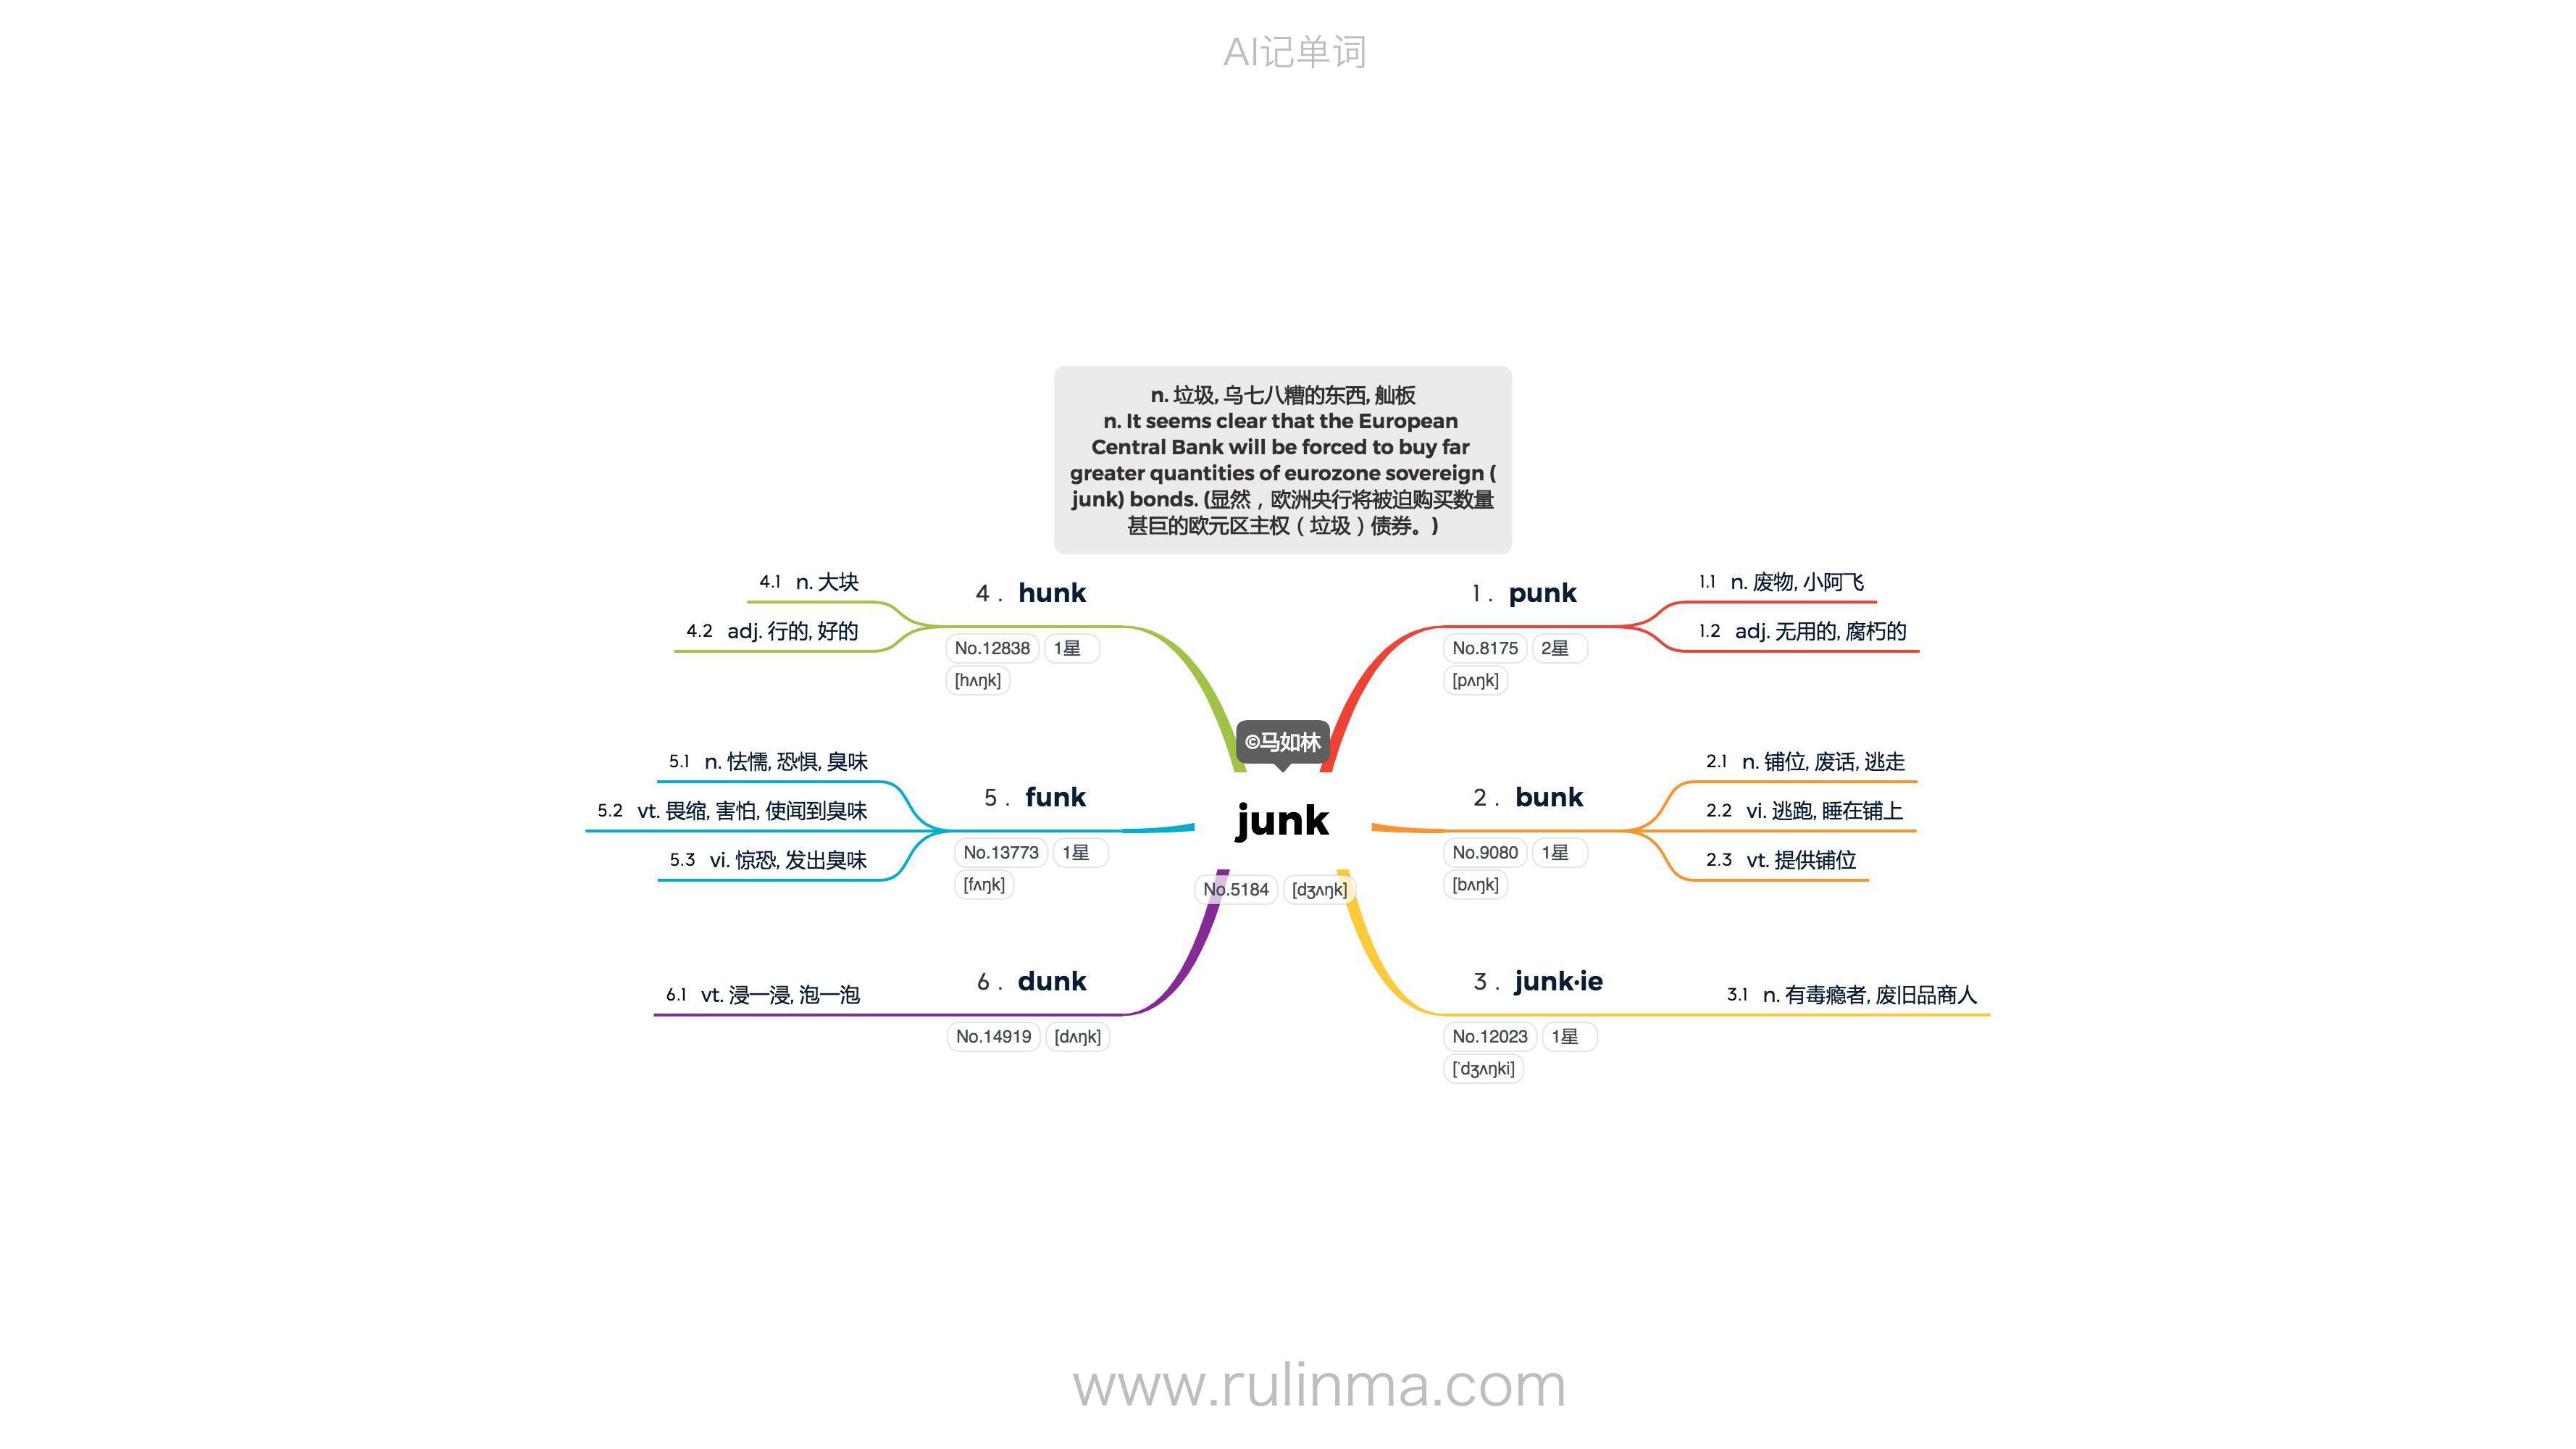 AI记单词
n. 垃圾, 乌七八糟的东西, 舢板
n. It seems clear that the European
Central Bank will be forced to buy far
greater quantities of eurozone sovereign (
junk) bonds. (显然，欧洲央行将被迫购买数量
甚巨的欧元区主权（垃圾）债券。)
©马如林
junk
No.5184 [dʒʌŋk]
1 . punk
No.8175 2星
[pʌŋk]
1.1 n. 废物, 小阿飞
1.2 adj. 无用的, 腐朽的
2 . bunk
No.9080 1星
[bʌŋk]
2.1 n. 铺位, 废话, 逃走
2.2 vi. 逃跑, 睡在铺上
2.3 vt. 提供铺位
3 . junk·ie
No.12023 1星
[ˈdʒʌŋki]
3.1 n. 有毒瘾者, 废旧品商人
4 . hunk
No.12838 1星
[hʌŋk]
4.1 n. 大块
4.2 adj. 行的, 好的
5 . funk
No.13773 1星
[fʌŋk]
5.1 n. 怯懦, 恐惧, 臭味
5.2 vt. 畏缩, 害怕, 使闻到臭味
5.3 vi. 惊恐, 发出臭味
6 . dunk
No.14919 [dʌŋk]
6.1 vt. 浸一浸, 泡一泡
www.rulinma.com